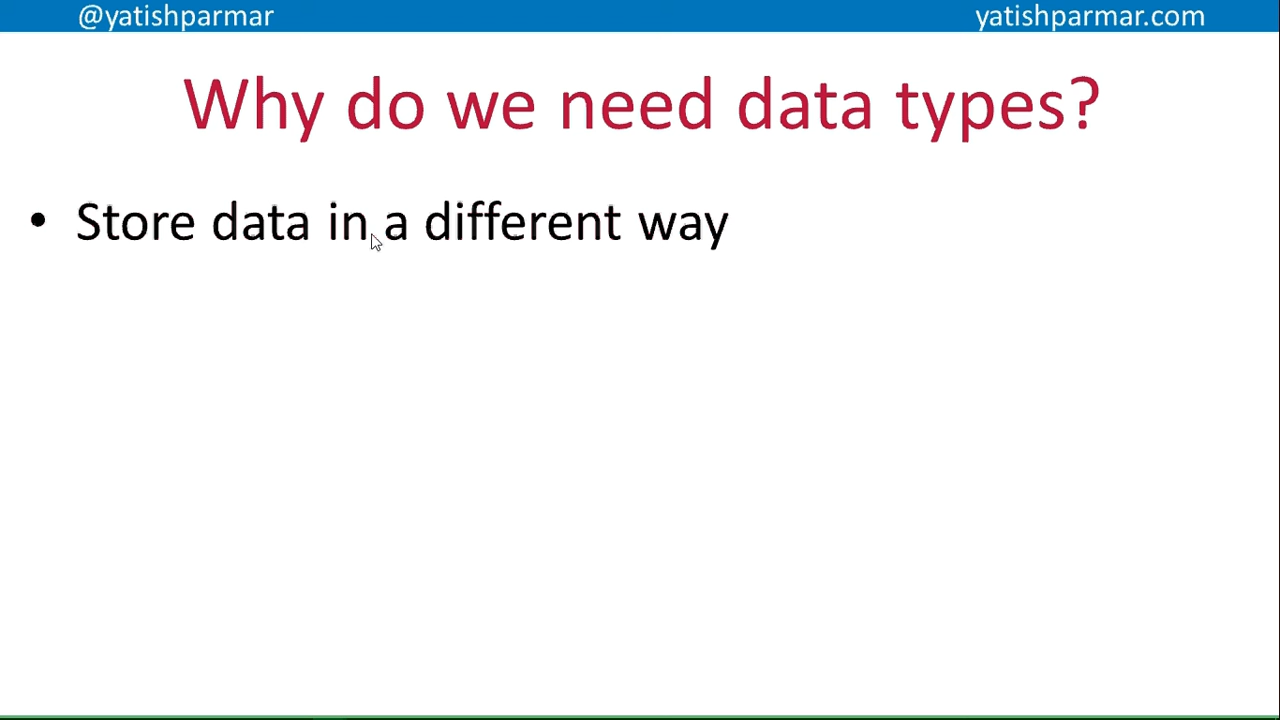 @yatishparmar yatishparmar.com
Why do we need data types?
• Store data in a different way